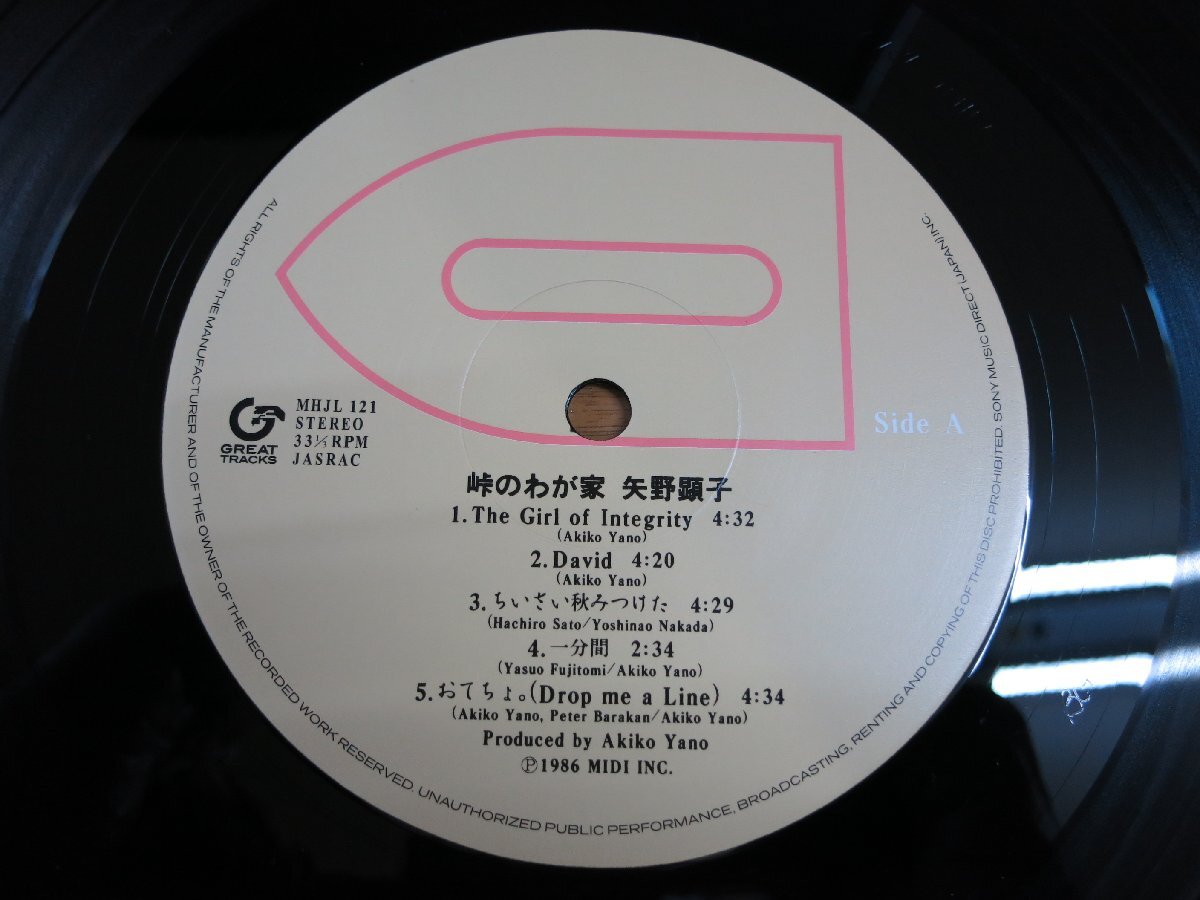 GREAT
TRACKS
MHJL 121
STEREO
33 1/3 RPM
JASRAC
Side A
峠のわが家 矢野顕子
1. The Girl of Integrity 4:32
(Akiko Yano)
2. David 4:20
(Akiko Yano)
3. ちいさい秋みつけた 4:29
(Hachiro Sato/Yoshinao Nakada)
4. 一分間 2:34
(Yasuo Fujitomi/Akiko Yano)
5. おてちょ。(Drop me a Line) 4:34
(Akiko Yano, Peter Barakan/Akiko Yano)
Produced by Akiko Yano
Ⓟ1986 MIDI INC.
ALL RIGHTS OF THE MANUFACTURER AND OF THE OWNER OF THE RECORDED WORK RESERVED. UNAUTHORIZED PUBLIC PERFORMANCE, BROADCASTING, RENTING AND COPYING OF THIS DISC PROHIBITED. SONY MUSIC DIRECT (JAPAN) INC.